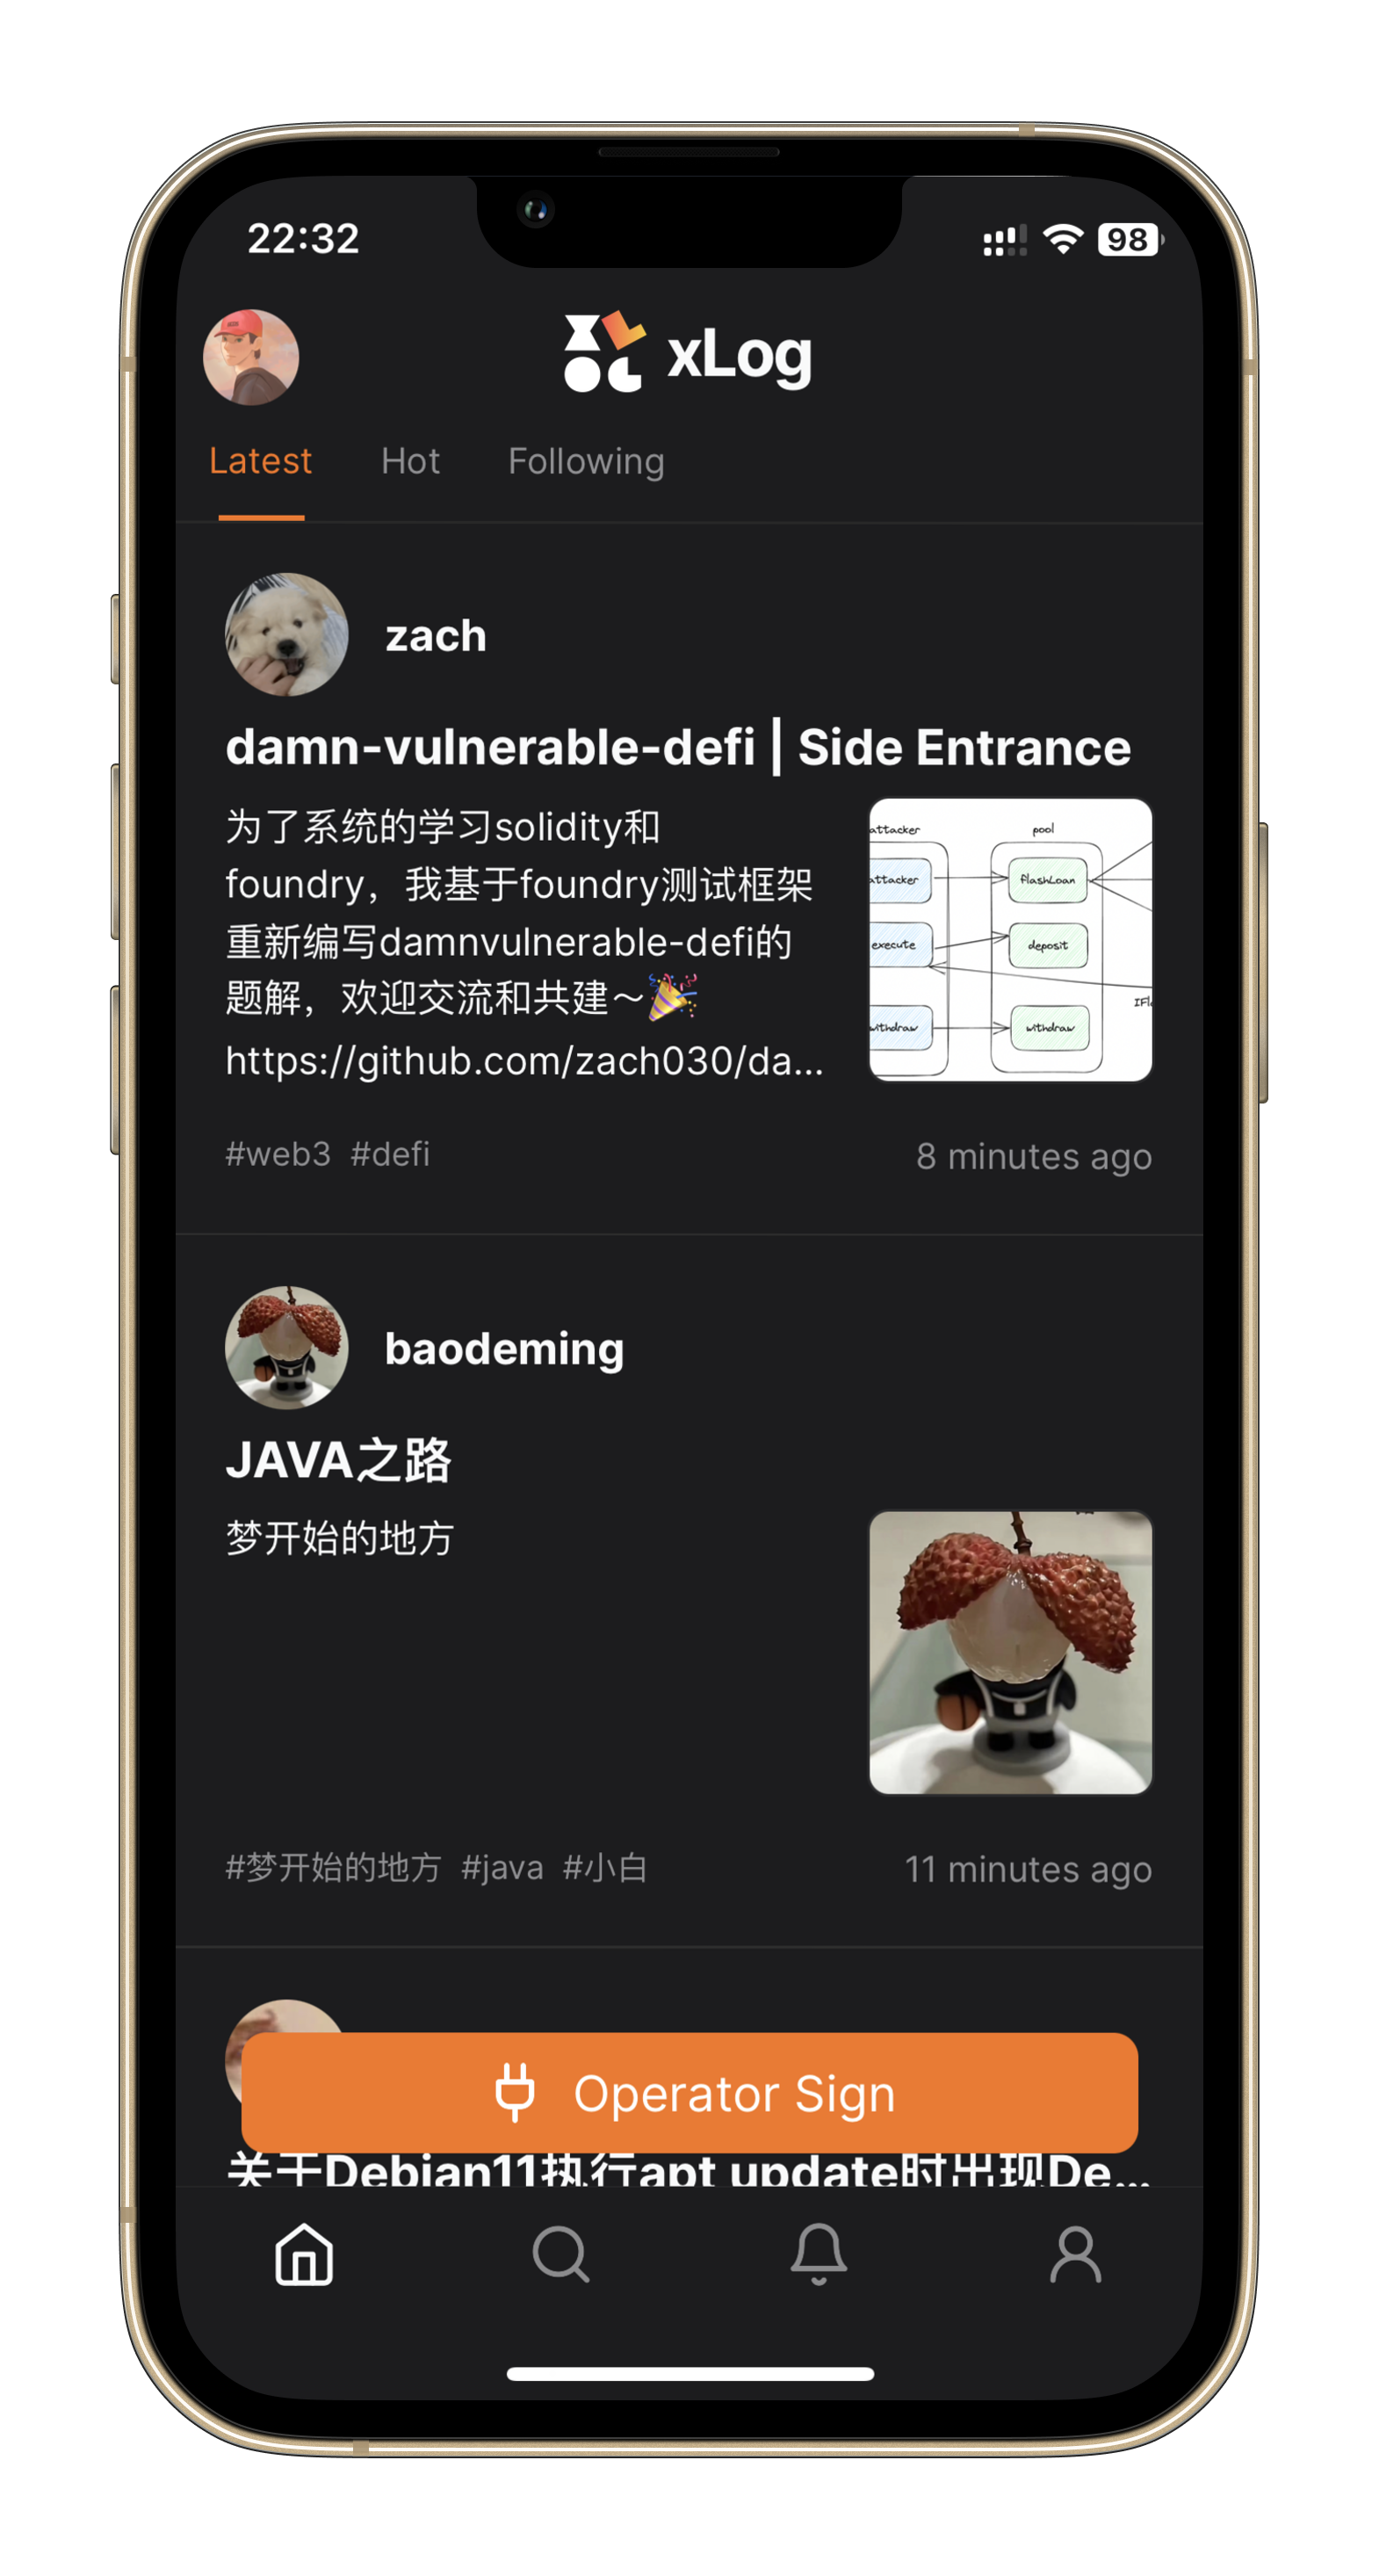 22:32
98
xLog
Latest
Hot
Following
zach
damn-vulnerable-defi | Side Entrance
为了系统的学习solidity和
foundry，我基于foundry测试框架
重新编写damnvulnerable-defi的
题解，欢迎交流和共建～🎉
https://github.com/zach030/da...
attacker
pool
attacker
flashLoan
execute
deposit
IFl
withdraw
withdraw
#web3 #defi
8 minutes ago
baodeming
JAVA之路
梦开始的地方
#梦开始的地方 #java #小白
11 minutes ago
Operator Sign
关于Debian11执行apt update时出现De...